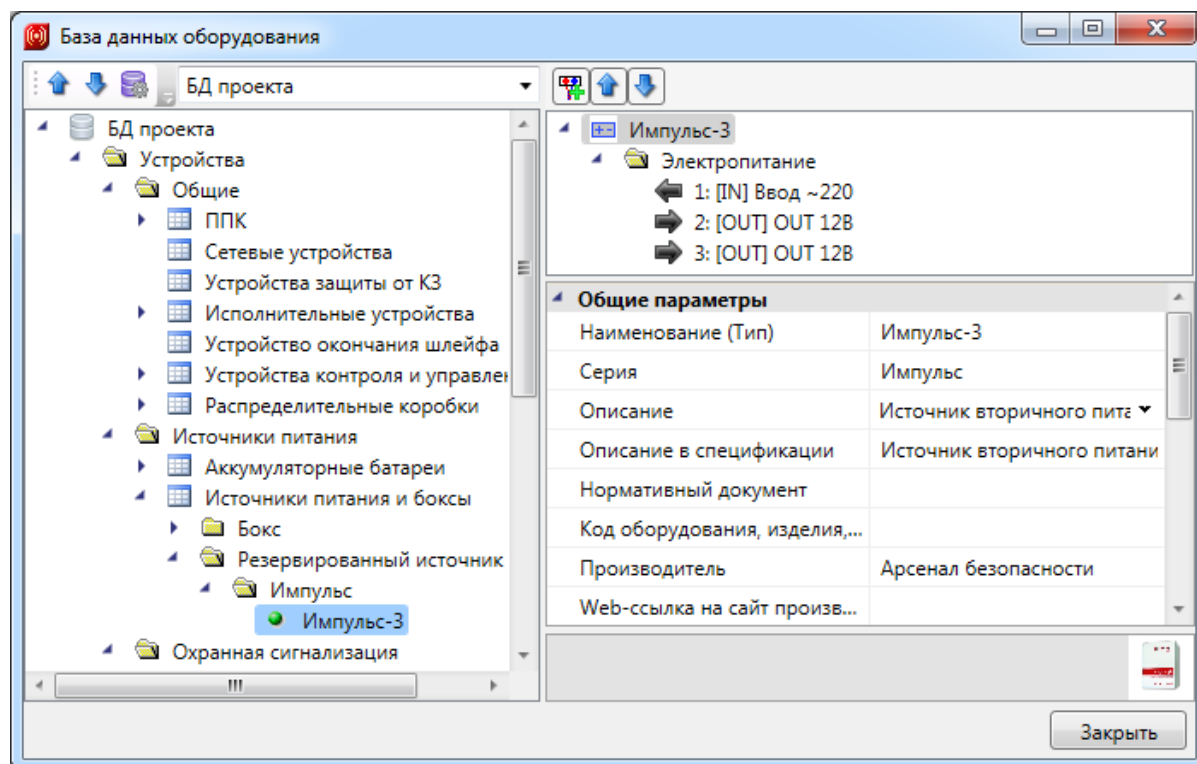 База данных оборудования
БД проекта
БД проекта
Устройства
Общие
ППК
Сетевые устройства
Устройства защиты от КЗ
Исполнительные устройства
Устройство окончания шлейфа
Устройства контроля и управлен
Распределительные коробки
Источники питания
Аккумуляторные батареи
Источники питания и боксы
Бокс
Резервированный источник
Импульс
Импульс-3
Охранная сигнализация
Импульс-3
Электропитание
1: [IN] Ввод ~220
2: [OUT] OUT 12В
3: [OUT] OUT 12В
Общие параметры
Наименование (Тип) Импульс-3
Серия Импульс
Описание Источник вторичного пита
Описание в спецификации Источник вторичного питани
Нормативный документ
Код оборудования, изделия,...
Производитель Арсенал безопасности
Web-ссылка на сайт произв...
Закрыть